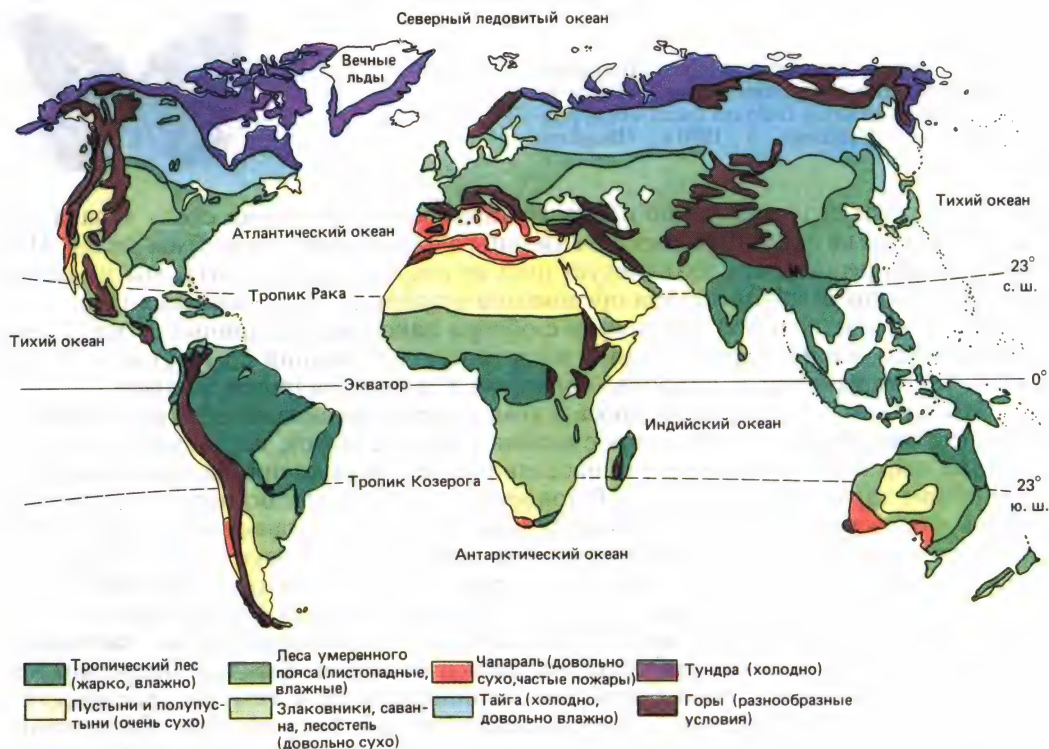 Северный ледовитый океан
Вечные
льды
Тихий океан
Атлантический океан
23°
с. ш.
Тропик Рака
Тихий океан
Экватор
0°
Индийский океан
Тропик Козерога
23°
ю. ш.
Антарктический океан
Тропический лес
(жарко, влажно)
Леса умеренного
пояса (листопадные,
влажные)
Чапараль (довольно
сухо, частые пожары)
Тундра (холодно)
Пустыни и полупус-
тыни (очень сухо)
Злаковники, саван-
на, лесостепь
(довольно сухо)
Тайга (холодно,
довольно влажно)
Горы (разнообразные
условия)